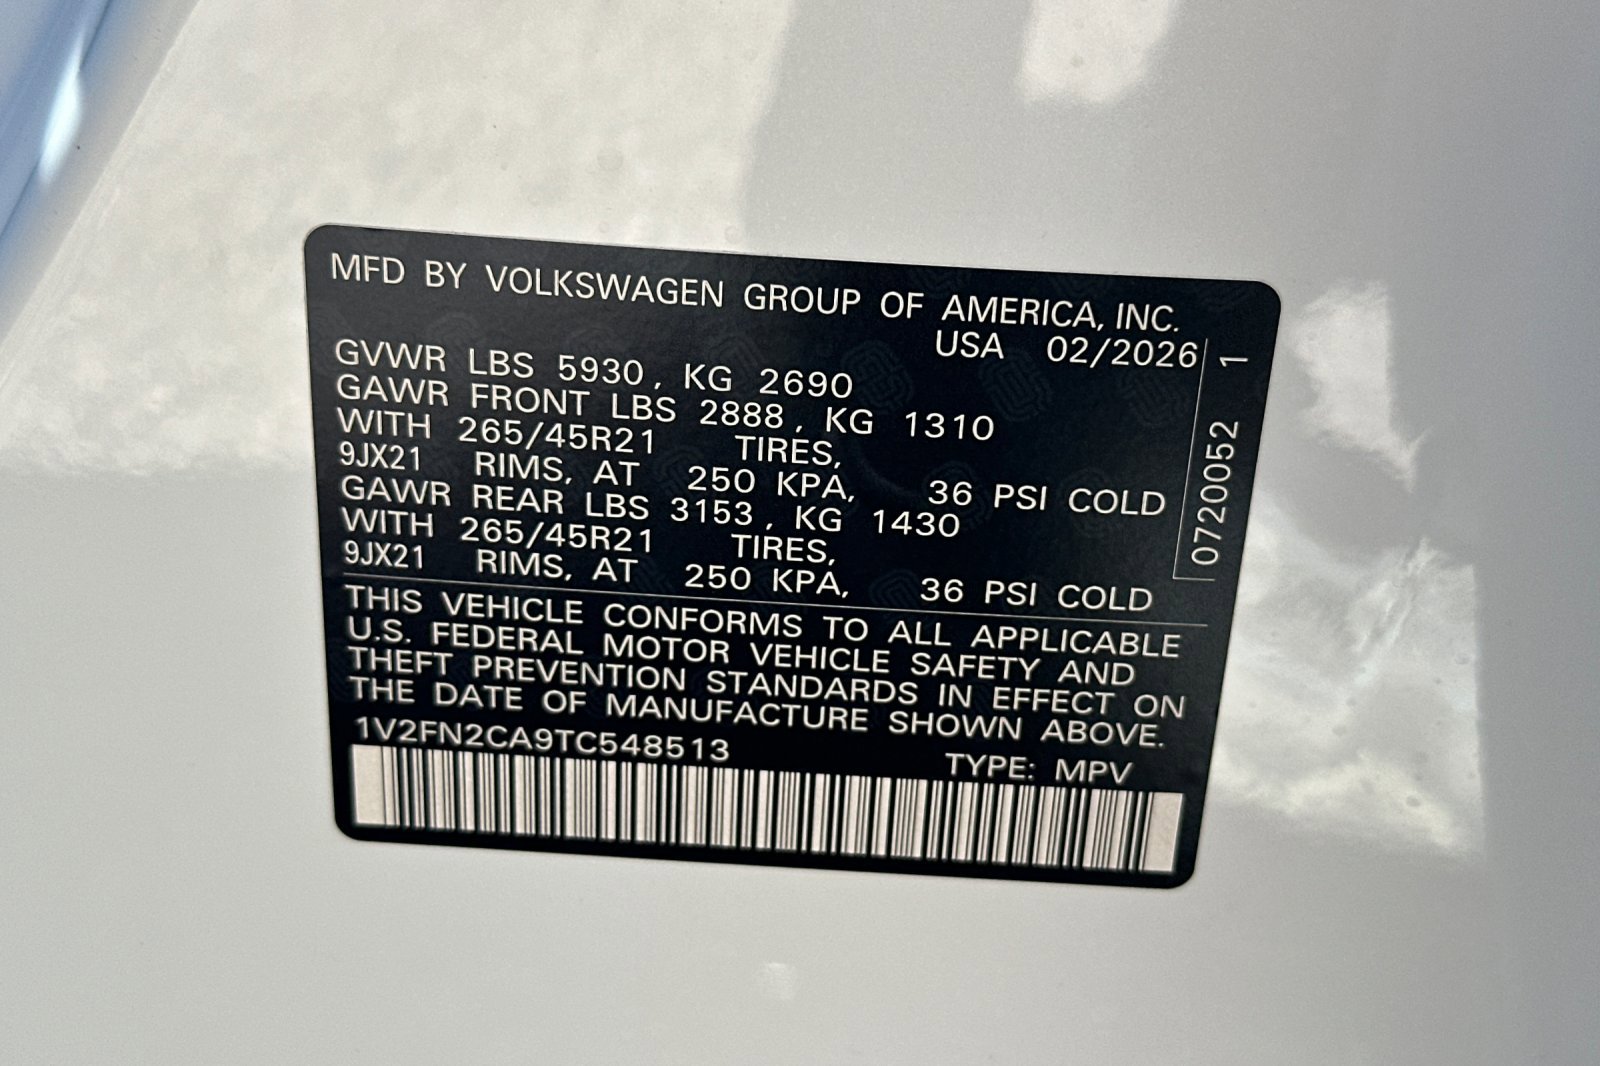 MFD BY VOLKSWAGEN GROUP OF AMERICA, INC.
USA 02/2026
GVWR LBS 5930, KG 2690
GAWR FRONT LBS 2888, KG 1310
WITH 265/45R21 TIRES,
9JX21 RIMS, AT 250 KPA, 36 PSI COLD
GAWR REAR LBS 3153, KG 1430
WITH 265/45R21 TIRES,
9JX21 RIMS, AT 250 KPA, 36 PSI COLD
0720052 1
THIS VEHICLE CONFORMS TO ALL APPLICABLE
U.S. FEDERAL MOTOR VEHICLE SAFETY AND
THEFT PREVENTION STANDARDS IN EFFECT ON
THE DATE OF MANUFACTURE SHOWN ABOVE.
1V2FN2CA9TC548513
TYPE: MPV